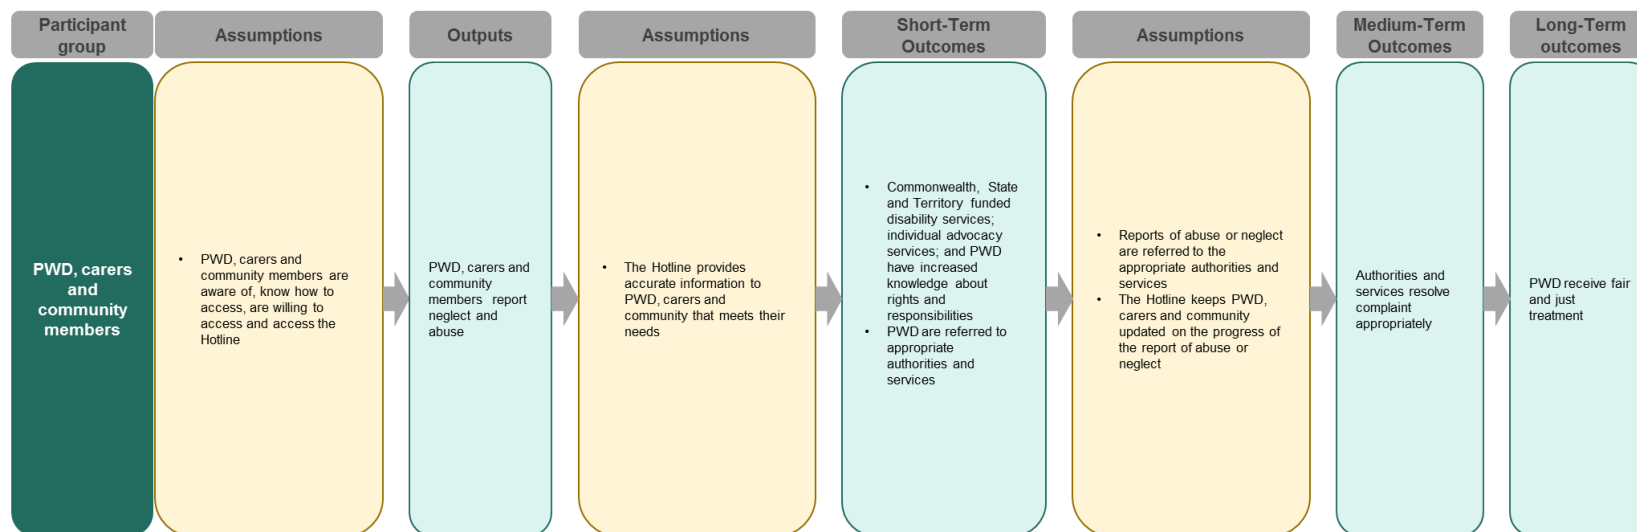 Participant
group
Assumptions
Outputs
Assumptions
Short-Term
Outcomes
Assumptions
Medium-Term
Outcomes
Long-Term
outcomes
PWD, carers
and
community
members
• PWD, carers and
community members are
aware of, know how to
access, are willing to
access and access the
Hotline
PWD, carers and
community
members report
neglect and
abuse
• The Hotline provides
accurate information to
PWD, carers and
community that meets their
needs
• Commonwealth, State
and Territory funded
disability services;
individual advocacy
services; and PWD
have increased
knowledge about
rights and
responsibilities
• PWD are referred to
appropriate
authorities and
services
• Reports of abuse or neglect
are referred to the
appropriate authorities and
services
• The Hotline keeps PWD,
carers and community
updated on the progress of
the report of abuse or
neglect
Authorities and
services resolve
complaint
appropriately
PWD receive fair
and just
treatment